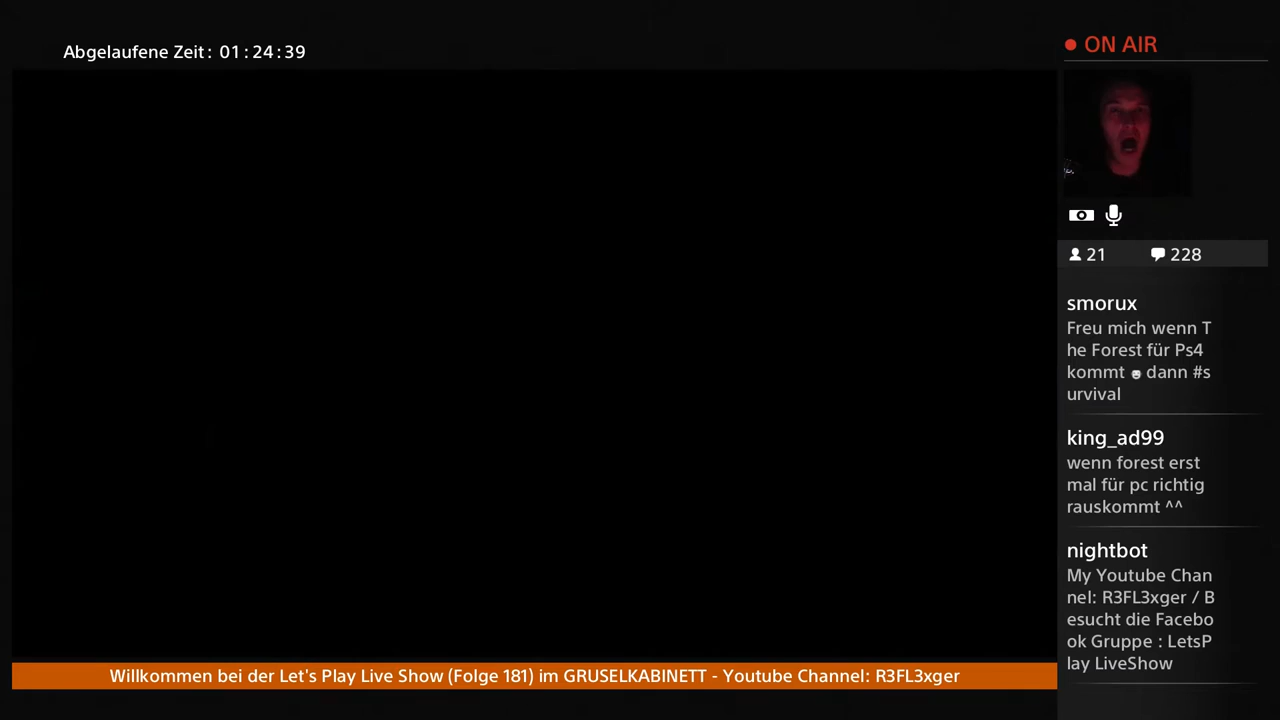 Abgelaufene Zeit: 01:24:39
ON AIR
21 228
smorux
Freu mich wenn T
he Forest für Ps4
kommt dann #s
urvival
king_ad99
wenn forest erst
mal für pc richtig
rauskommt ^^
nightbot
My Youtube Chan
nel: R3FL3xger / B
esucht die Facebo
ok Gruppe : LetsP
lay LiveShow
Willkommen bei der Let's Play Live Show (Folge 181) im GRUSELKABINETT - Youtube Channel: R3FL3xger